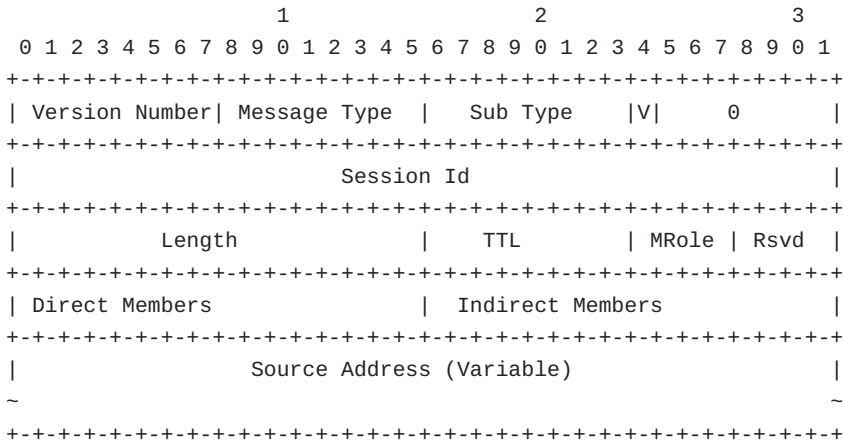 1                   2                   3
 0 1 2 3 4 5 6 7 8 9 0 1 2 3 4 5 6 7 8 9 0 1 2 3 4 5 6 7 8 9 0 1
+-+-+-+-+-+-+-+-+-+-+-+-+-+-+-+-+-+-+-+-+-+-+-+-+-+-+-+-+-+-+-+-+
| Version Number| Message Type  |   Sub Type    |V|     0       |
+-+-+-+-+-+-+-+-+-+-+-+-+-+-+-+-+-+-+-+-+-+-+-+-+-+-+-+-+-+-+-+-+
|                         Session Id                            |
+-+-+-+-+-+-+-+-+-+-+-+-+-+-+-+-+-+-+-+-+-+-+-+-+-+-+-+-+-+-+-+-+
|           Length              |    TTL        | MRole | Rsvd  |
+-+-+-+-+-+-+-+-+-+-+-+-+-+-+-+-+-+-+-+-+-+-+-+-+-+-+-+-+-+-+-+-+
| Direct Members                |  Indirect Members             |
+-+-+-+-+-+-+-+-+-+-+-+-+-+-+-+-+-+-+-+-+-+-+-+-+-+-+-+-+-+-+-+-+
|                  Source Address (Variable)                    |
~                                                               ~
+-+-+-+-+-+-+-+-+-+-+-+-+-+-+-+-+-+-+-+-+-+-+-+-+-+-+-+-+-+-+-+-+